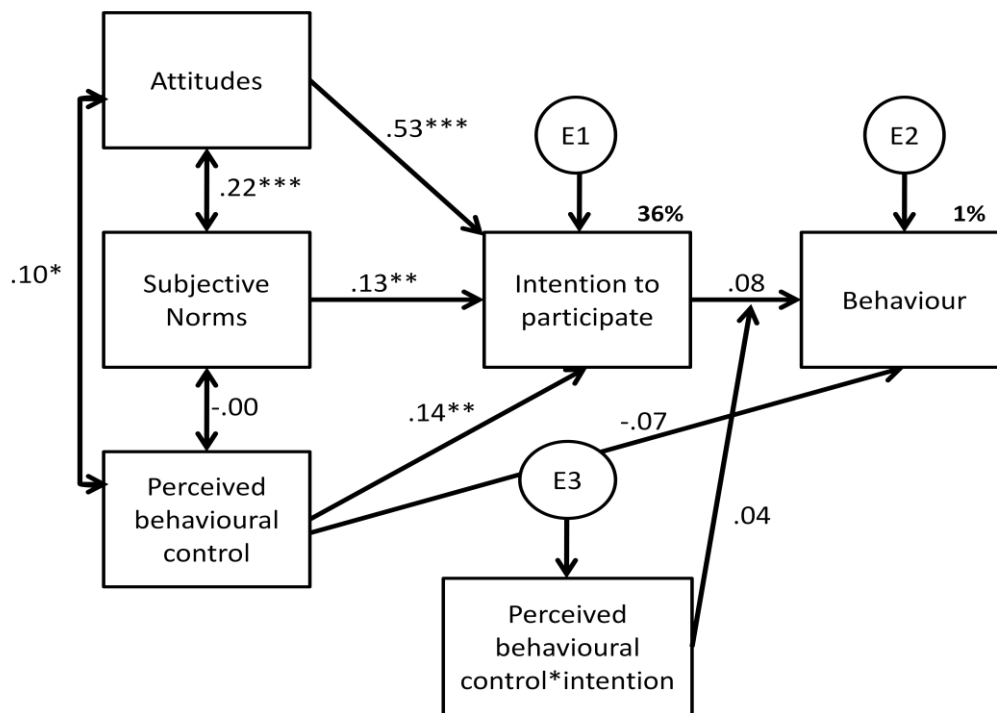 Attitudes
.53***
E1
E2
.22***
36%
1%
.10*
Subjective
Norms
.13**
Intention to
participate
.08
Behaviour
-.00
.14**
-.07
Perceived
behavioural
control
E3
.04
Perceived
behavioural
control*intention